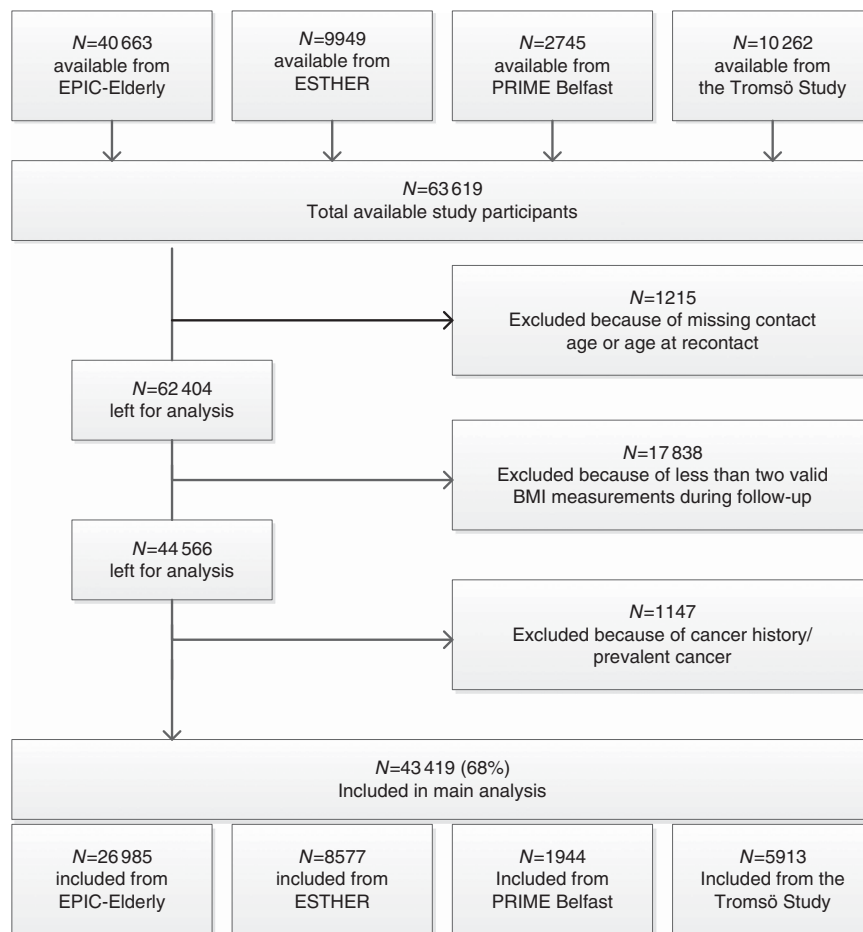 N=40 663
available from
EPIC-Elderly
N=9949
available from
ESTHER
N=2745
available from
PRIME Belfast
N=10 262
available from
the Tromsö Study
N=63 619
Total available study participants
N=1215
Excluded because of missing contact
age or age at recontact
N=62 404
left for analysis
N=17 838
Excluded because of less than two valid
BMI measurements during follow-up
N=44 566
left for analysis
N=1147
Excluded because of cancer history/
prevalent cancer
N=43 419 (68%)
Included in main analysis
N=26 985
included from
EPIC-Elderly
N=8577
included from
ESTHER
N=1944
Included from
PRIME Belfast
N=5913
Included from the
Tromsö Study